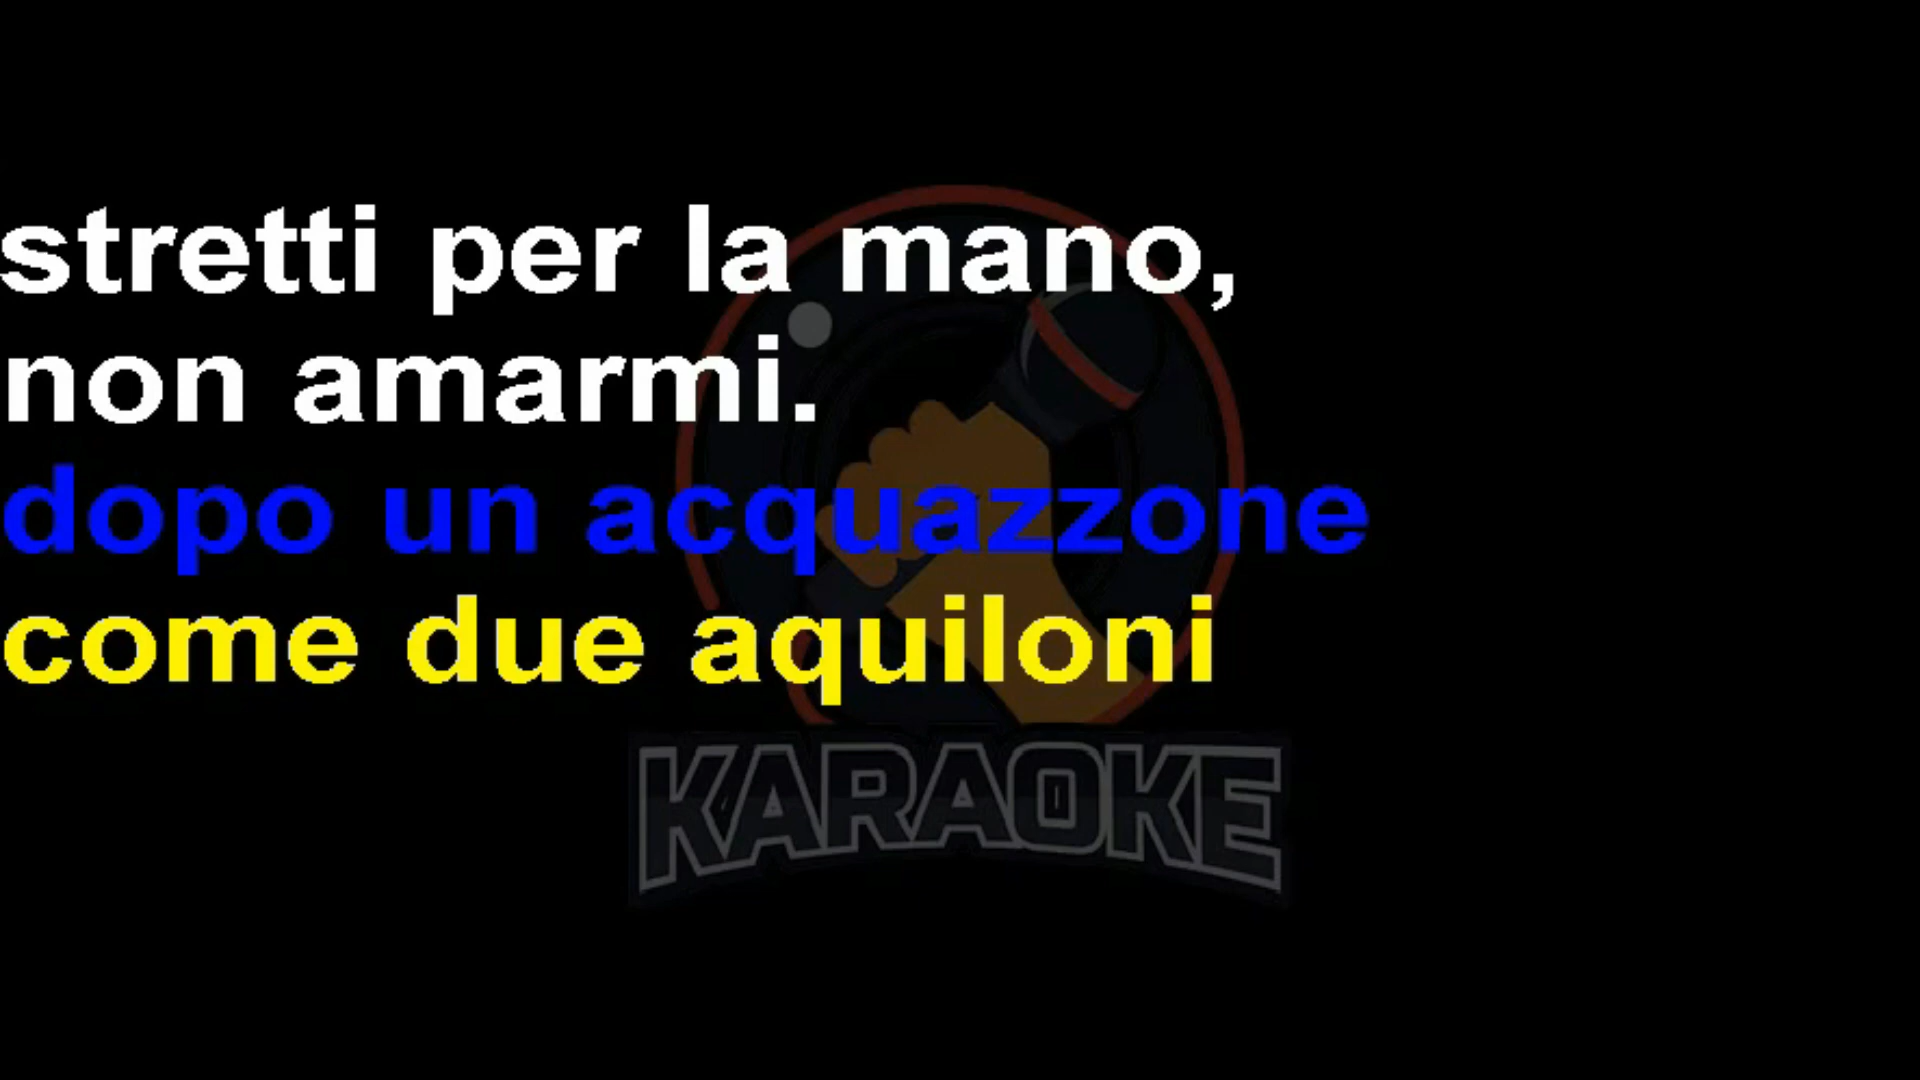 stretti per la mano,
non amarmi.
dopo un acquazzone
come due aquiloni
KARAOKE